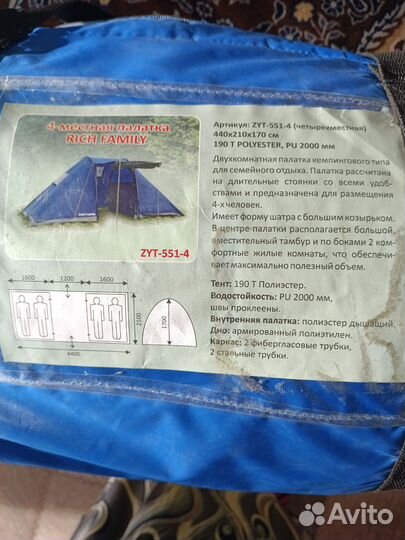 4-местная палатка
RICH FAMILY
ZYT-551-4
1600 1200 1600
2100
1700
4400
Артикул: ZYT-551-4 (четырехместная)
440х210х170 см
190 T POLYESTER, PU 2000 мм
Двухкомнатная палатка кемпингового типа
для семейного отдыха. Палатка рассчитана
на длительные стоянки со всеми удоб-
ствами и предназначена для размещения
4-х человек.
Имеет форму шатра с большим козырьком.
В центре палатки располагается большой,
вместительный тамбур и по боками 2 ком-
фортные жилые комнаты, что обеспечи-
вает максимально полезный объем.
Тент: 190 Т Полиэстер.
Водостойкость: PU 2000 мм,
швы проклеены.
Внутренняя палатка: полиэстер дышащий.
Дно: армированный полиэтилен.
Каркас: 2 фибергласовые трубки,
2 стальные трубки.
Avito